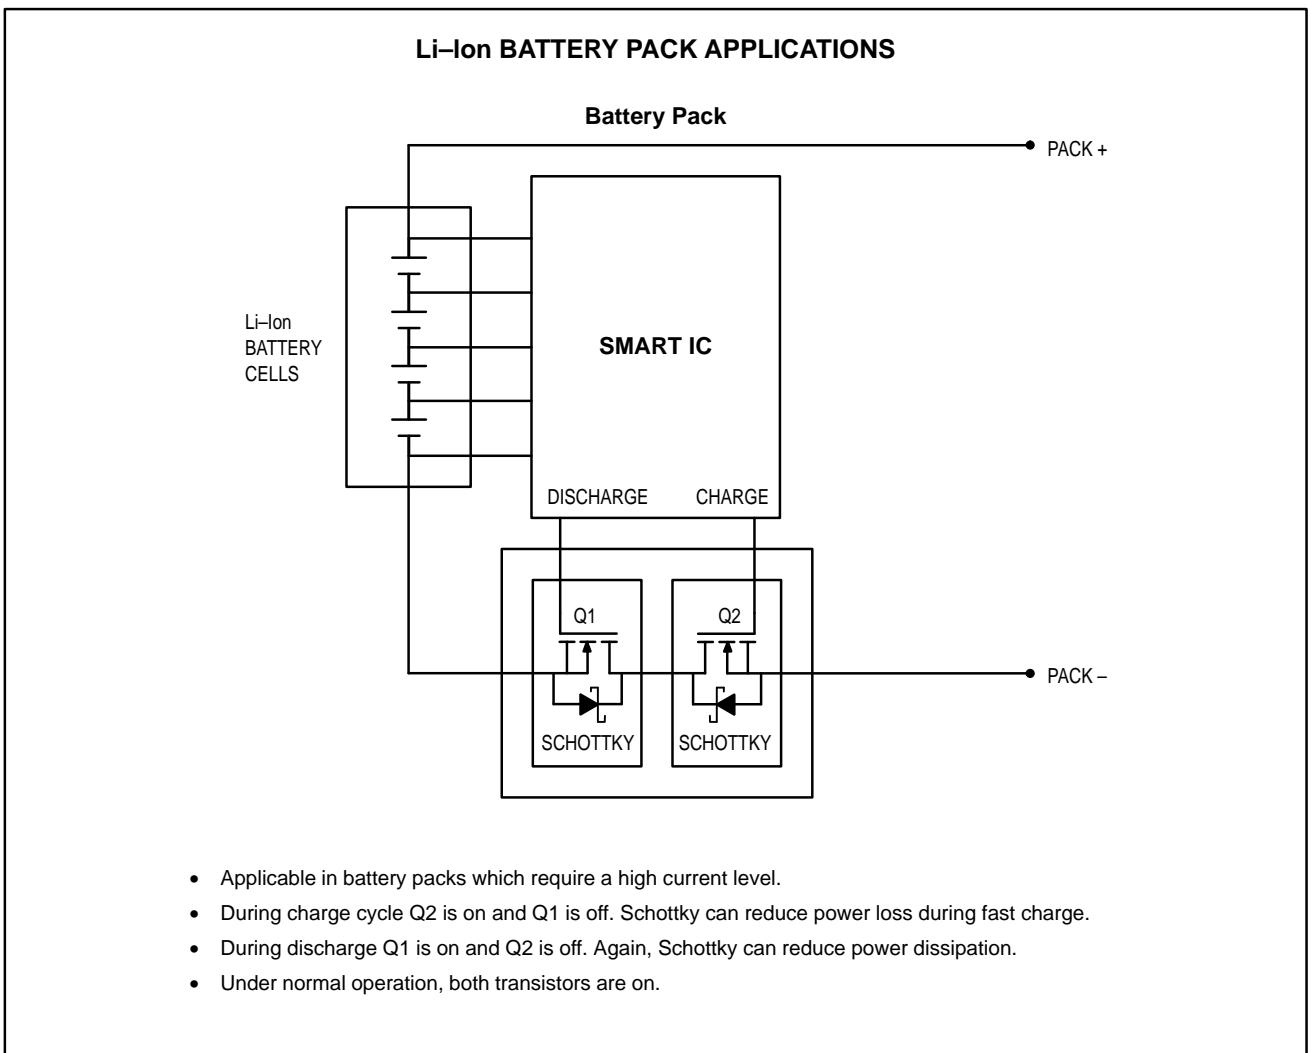 Li–Ion BATTERY PACK APPLICATIONS
Battery Pack
PACK +
Li–Ion
BATTERY
CELLS
SMART IC
DISCHARGE CHARGE
Q1 Q2
PACK –
SCHOTTKY SCHOTTKY
• Applicable in battery packs which require a high current level.
• During charge cycle Q2 is on and Q1 is off. Schottky can reduce power loss during fast charge.
• During discharge Q1 is on and Q2 is off. Again, Schottky can reduce power dissipation.
• Under normal operation, both transistors are on.